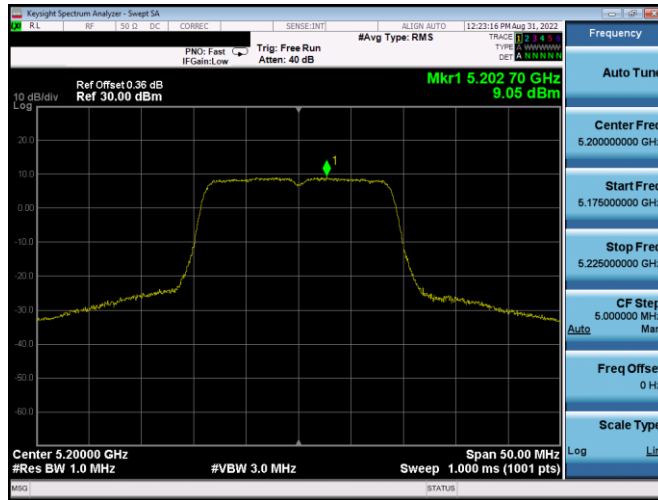 Keysight Spectrum Analyzer - Swept SA
RL RF 50 Ω DC CORREC SENSE:INT ALIGN AUTO 12:23:16 PM Aug 31, 2022
#Avg Type: RMS
TRACE 1 2 3 4 5 6
TYPE A WWWWW
DET A N N N N N
PNO: Fast
IFGain:Low
Trig: Free Run
Atten: 40 dB
Mkr1 5.202 70 GHz
9.05 dBm
Ref Offset 0.36 dB
10 dB/div Ref 30.00 dBm
Log
20.0
10.0
0.00
-10.0
-20.0
-30.0
-40.0
-50.0
-60.0
1
Center 5.20000 GHz Span 50.00 MHz
#Res BW 1.0 MHz #VBW 3.0 MHz Sweep 1.000 ms (1001 pts)
MSG STATUS
Frequency
Auto Tune
Center Freq
5.200000000 GHz
Start Freq
5.175000000 GHz
Stop Freq
5.225000000 GHz
CF Step
5.000000 MHz
Auto Man
Freq Offset
0 Hz
Scale Type
Log Lin